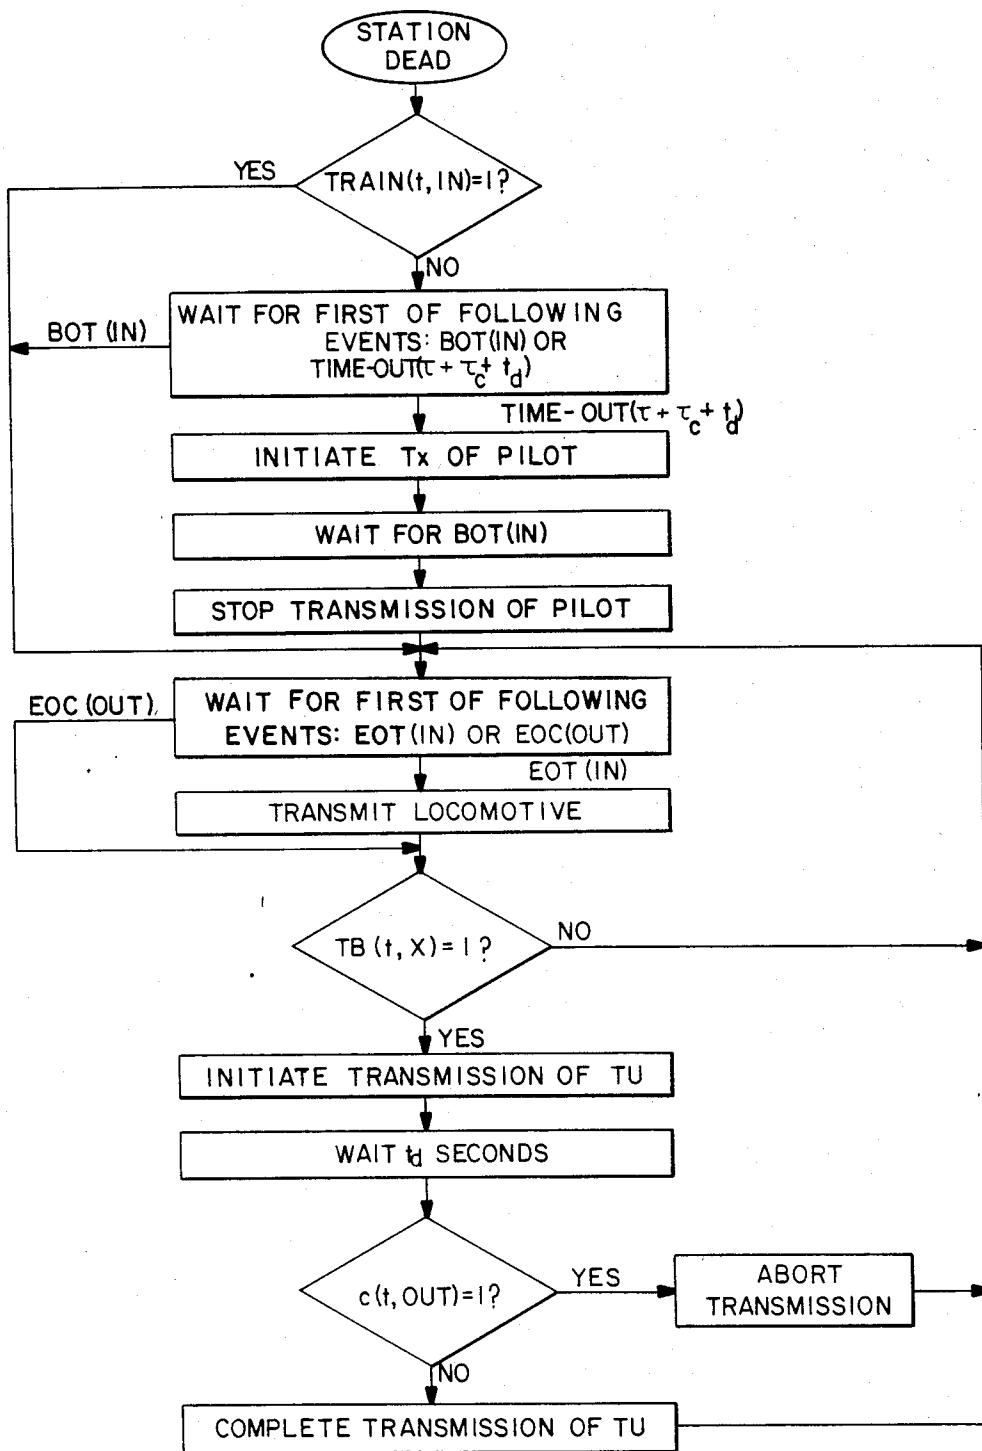 STATION
DEAD
YES
TRAIN(t, IN)=1?
NO
WAIT FOR FIRST OF FOLLOWING
EVENTS: BOT(IN) OR
TIME-OUT(τ + τc + td)
BOT (IN)
TIME-OUT(τ + τc + td)
INITIATE Tx OF PILOT
WAIT FOR BOT(IN)
STOP TRANSMISSION OF PILOT
EOC (OUT)
WAIT FOR FIRST OF FOLLOWING
EVENTS: EOT(IN) OR EOC(OUT)
EOT (IN)
TRANSMIT LOCOMOTIVE
TB (t, X) = 1 ?
NO
YES
INITIATE TRANSMISSION OF TU
WAIT td SECONDS
c(t, OUT)=1?
YES
ABORT
TRANSMISSION
NO
COMPLETE TRANSMISSION OF TU